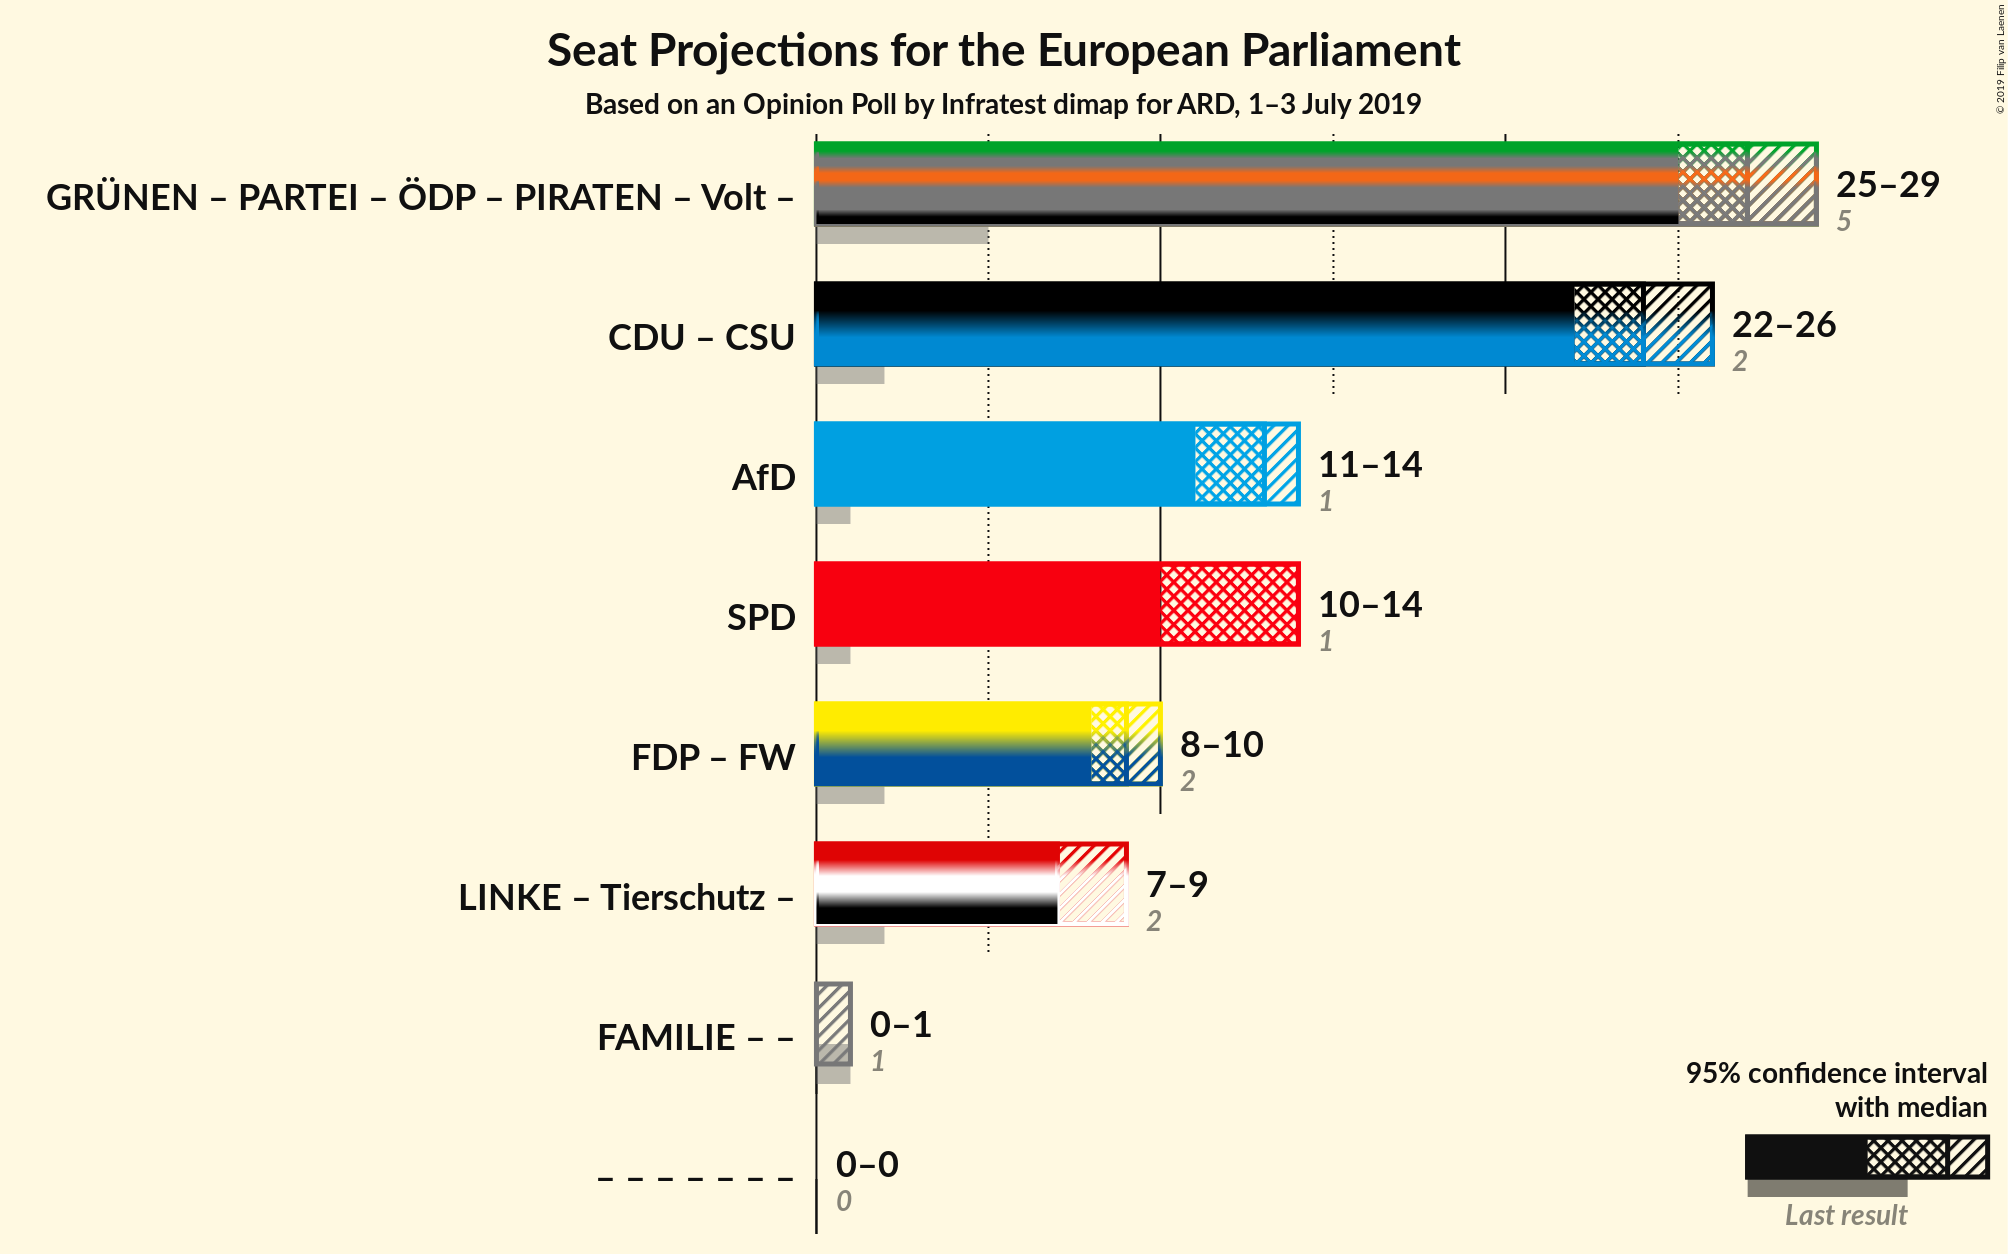 Seat Projections for the European Parliament
Based on an Opinion Poll by Infratest dimap for ARD, 1–3 July 2019
© 2019 Filip van Laenen
GRÜNEN – PARTEI – ÖDP – PIRATEN – Volt –
25–29
5
CDU – CSU
22–26
2
AfD
11–14
1
SPD
10–14
1
FDP – FW
8–10
2
LINKE – Tierschutz –
7–9
2
FAMILIE – –
0–1
1
– – – – – – –
0–0
0
95% confidence interval
with median
Last result